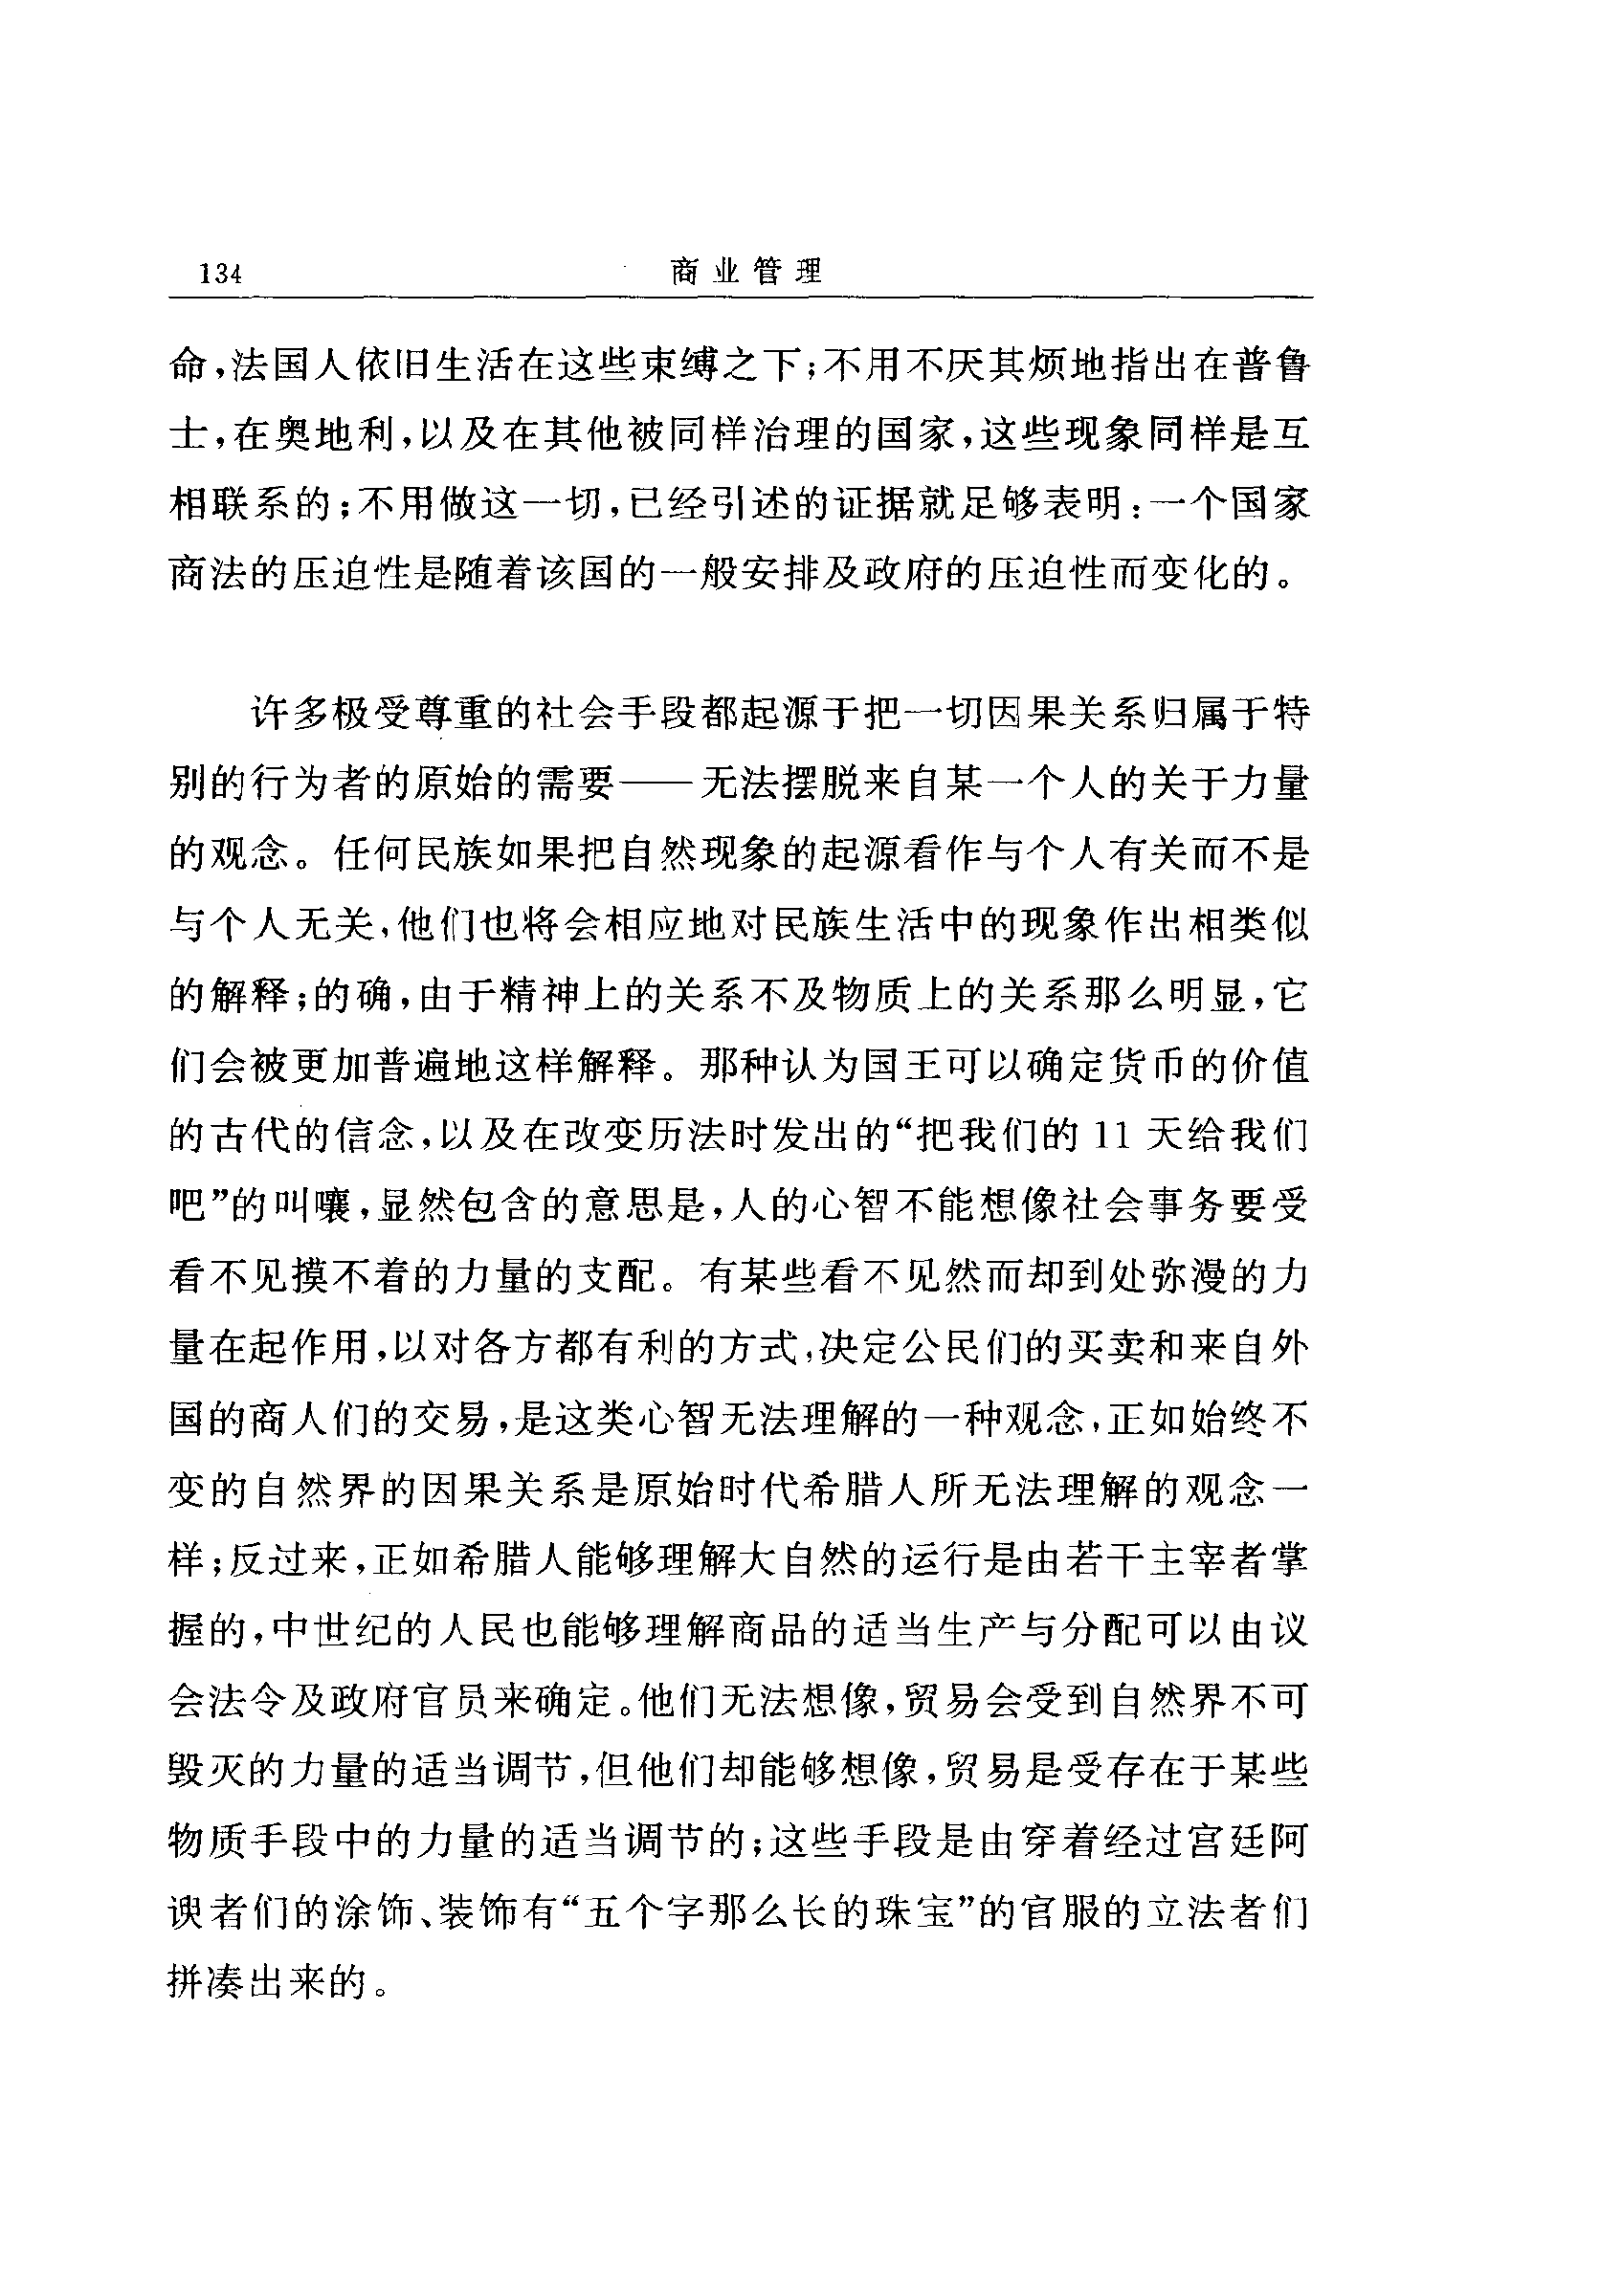 134 商业管理
命,法国人依旧生活在这些束缚之下;不用不厌其烦地指出在普鲁
士,在奥地利,以及在其他被同样治理的国家,这些现象同样是互
相联系的;不用做这一切,已经引述的证据就足够表明:一个国家
商法的压迫性是随着该国的一般安排及政府的压迫性而变化的。
许多极受尊重的社会手段都起源于把一切因果关系归属于特
别的行为者的原始的需要——无法摆脱来自某一个人的关于力量
的观念。任何民族如果把自然现象的起源看作与个人有关而不是
与个人无关,他们也将会相应地对民族生活中的现象作出相类似
的解释;的确,由于精神上的关系不及物质上的关系那么明显,它
们会被更加普遍地这样解释。那种认为国王可以确定货币的价值
的古代的信念,以及在改变历法时发出的“把我们的 11 天给我们
吧”的叫嚷,显然包含的意思是,人的心智不能想像社会事务要受
看不见摸不着的力量的支配。有某些看不见然而却到处弥漫的力
量在起作用,以对各方都有利的方式,决定公民们的买卖和来自外
国的商人们的交易,是这类心智无法理解的一种观念,正如始终不
变的自然界的因果关系是原始时代希腊人所无法理解的观念一
样;反过来,正如希腊人能够理解大自然的运行是由若干主宰者掌
握的,中世纪的人民也能够理解商品的适当生产与分配可以由议
会法令及政府官员来确定。他们无法想像,贸易会受到自然界不可
毁灭的力量的适当调节,但他们却能够想像,贸易是受存在于某些
物质手段中的力量的适当调节的;这些手段是由穿着经过宫廷阿
谀者们的涂饰、装饰有“五个字那么长的珠宝”的官服的立法者们
拼凑出来的。